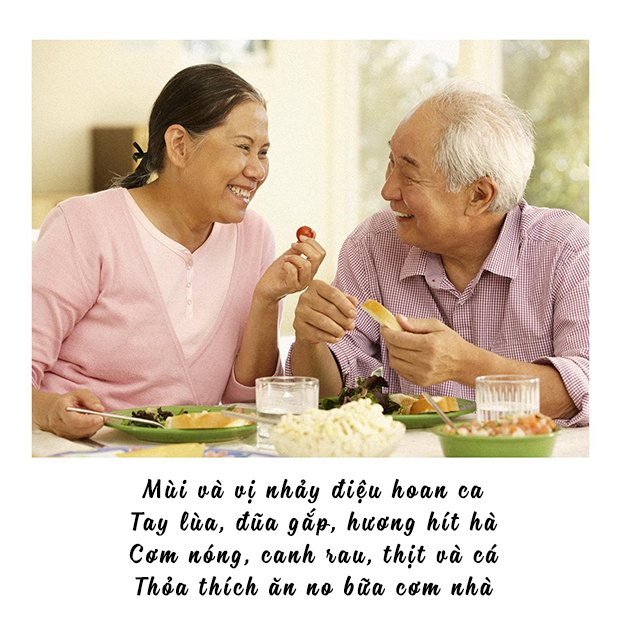 Mùi và vị nhảy điệu hoan ca
Tay lùa, đũa gắp, hương hít hà
Cơm nóng, canh rau, thịt và cá
Thỏa thích ăn no bữa cơm nhà